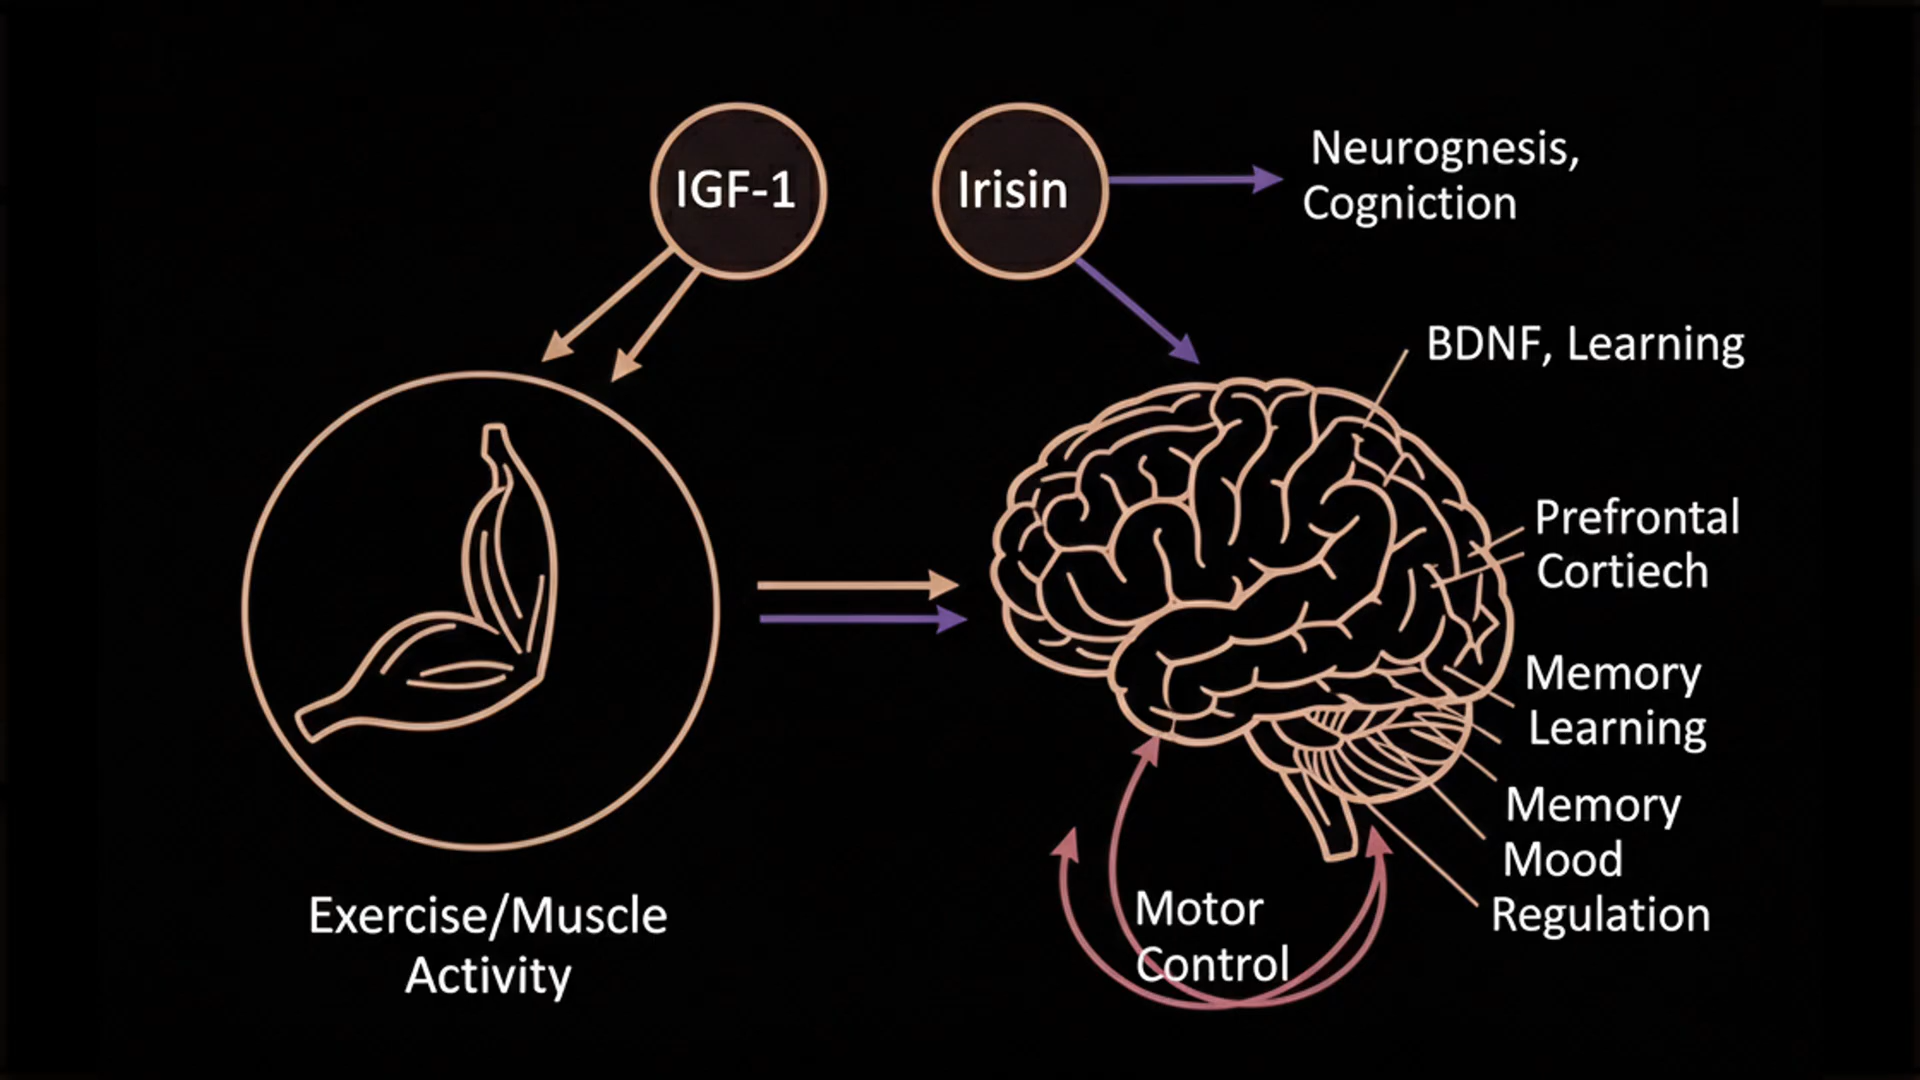 IGF-1
Irisin
Neurognesis,
Cogniction
BDNF, Learning
Prefrontal
Cortiech
Memory
Learning
Memory
Mood
Regulation
Motor
Control
Exercise/Muscle
Activity